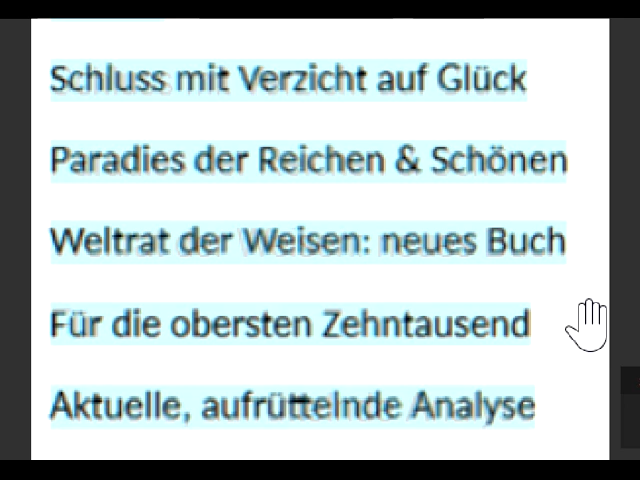 Schluss mit Verzicht auf Glück
Paradies der Reichen & Schönen
Weltrat der Weisen: neues Buch
Für die obersten Zehntausend
Aktuelle, aufrüttelnde Analyse